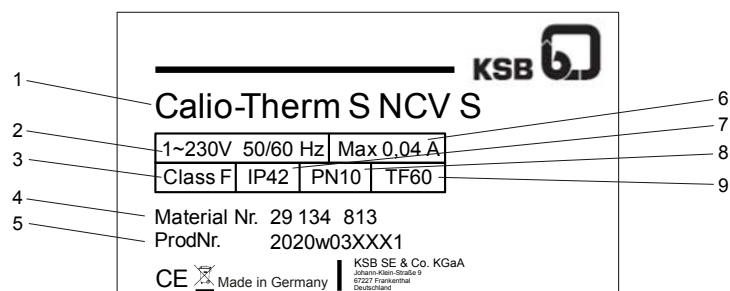 KSB
1
Calio-Therm S NCV S
6
2
1~230V 50/60 Hz Max 0,04 A
7
3
Class F IP42 PN10 TF60
8
9
4
Material Nr. 29 134 813
5
ProdNr. 2020w03XXX1
CE Made in Germany
KSB SE & Co. KGaA
Johann-Klein-Straße 9
67227 Frankenthal
Deutschland